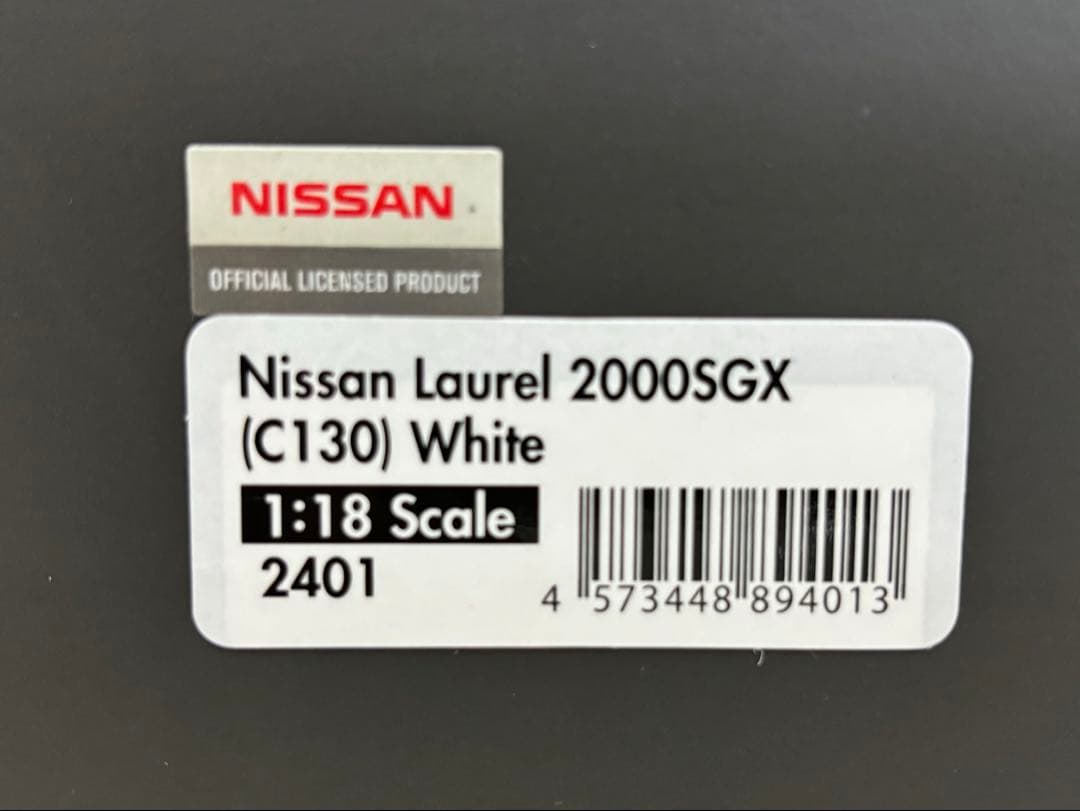 NISSAN
OFFICIAL LICENSED PRODUCT
Nissan Laurel 2000SGX
(C130) White
1:18 Scale
2401
4 573448 894013